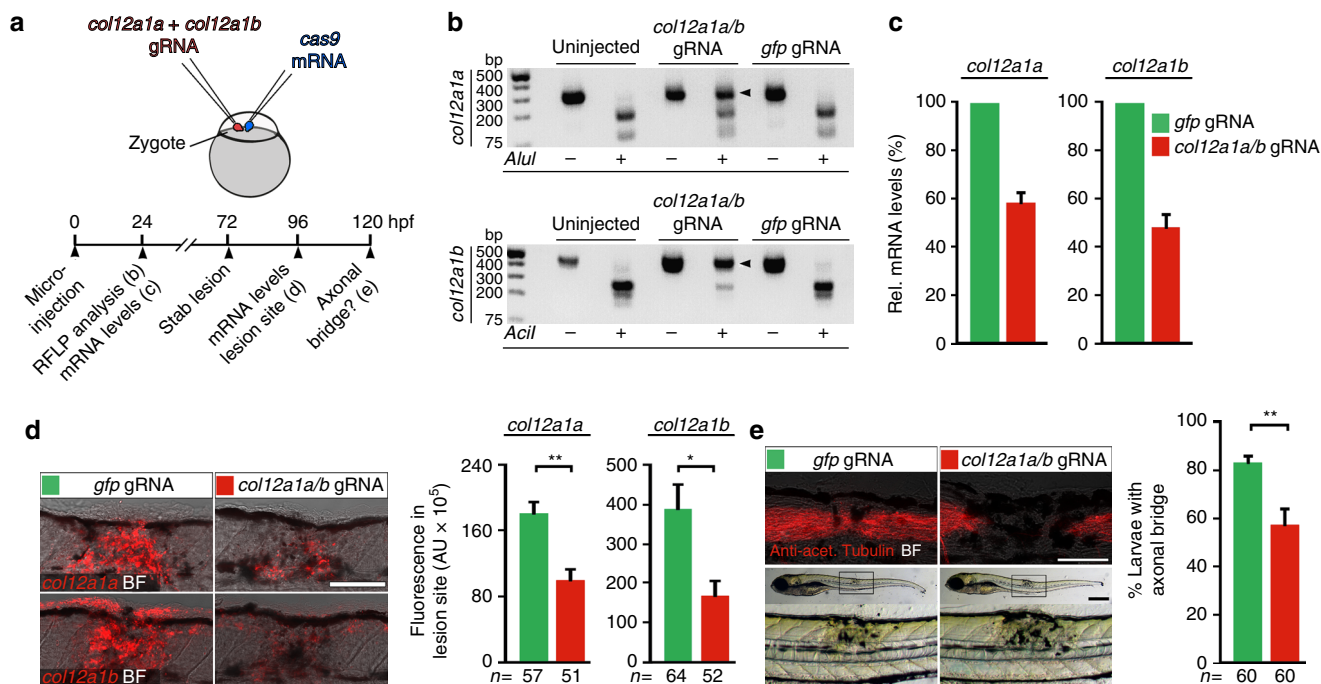 a
col12a1a + col12a1b
gRNA
cas9
mRNA
Zygote
0 24 72 96 120 hpf
Micro-
injection
RFLP analysis (b)
mRNA levels (c)
Stab lesion
mRNA levels
lesion site (d)
Axonal
bridge? (e)
b
Uninjected
col12a1a/b
gRNA
gfp gRNA
bp
500
400
300
200
75
col12a1a
AluI – + – + – +
Uninjected
col12a1a/b
gRNA
gfp gRNA
bp
500
400
300
200
75
col12a1b
AciI – + – + – +
c
col12a1a
col12a1b
Rel. mRNA levels (%)
100
80
60
40
20
0
100
80
60
40
20
0
gfp gRNA
col12a1a/b gRNA
d
gfp gRNA
col12a1a/b gRNA
col12a1a BF
col12a1b BF
Fluorescence in
lesion site (AU × 10⁵)
col12a1a
240
160
80
0
**
n= 57 51
col12a1b
500
400
300
200
100
0
*
n= 64 52
e
gfp gRNA
col12a1a/b gRNA
Anti-acet. Tubulin BF
% Larvae with
axonal bridge
80
60
40
20
0
**
n= 60 60